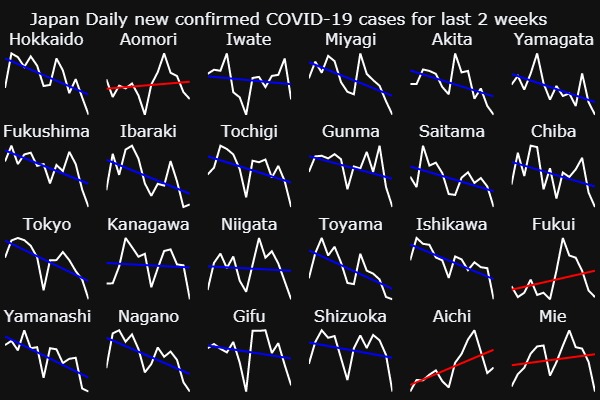 Japan Daily new confirmed COVID-19 cases for last 2 weeks
Hokkaido Aomori Iwate Miyagi Akita Yamagata
Fukushima Ibaraki Tochigi Gunma Saitama Chiba
Tokyo Kanagawa Niigata Toyama Ishikawa Fukui
Yamanashi Nagano Gifu Shizuoka Aichi Mie